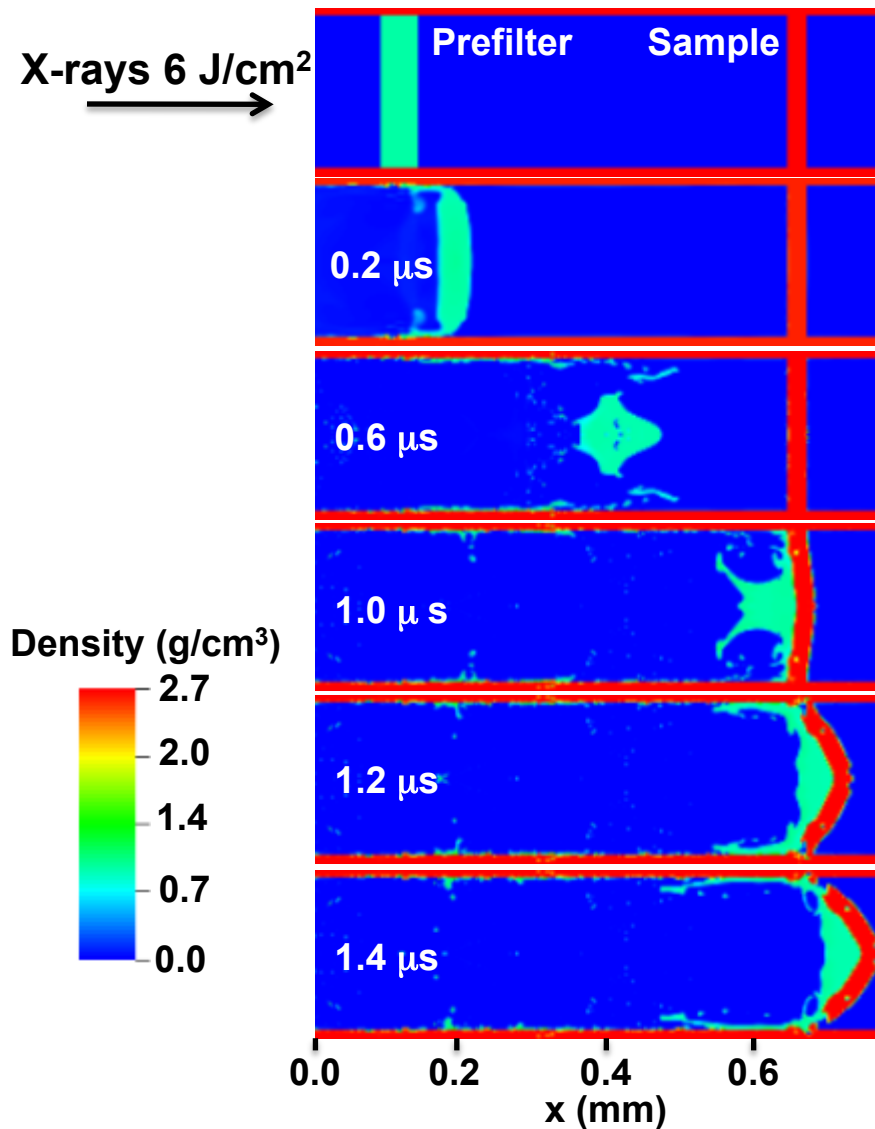 Prefilter Sample
X-rays 6 J/cm²
0.2 μs
0.6 μs
1.0 μ s
Density (g/cm³)
2.7
2.0
1.4
0.7
0.0
1.2 μs
1.4 μs
0.0 0.2 0.4 0.6
x (mm)